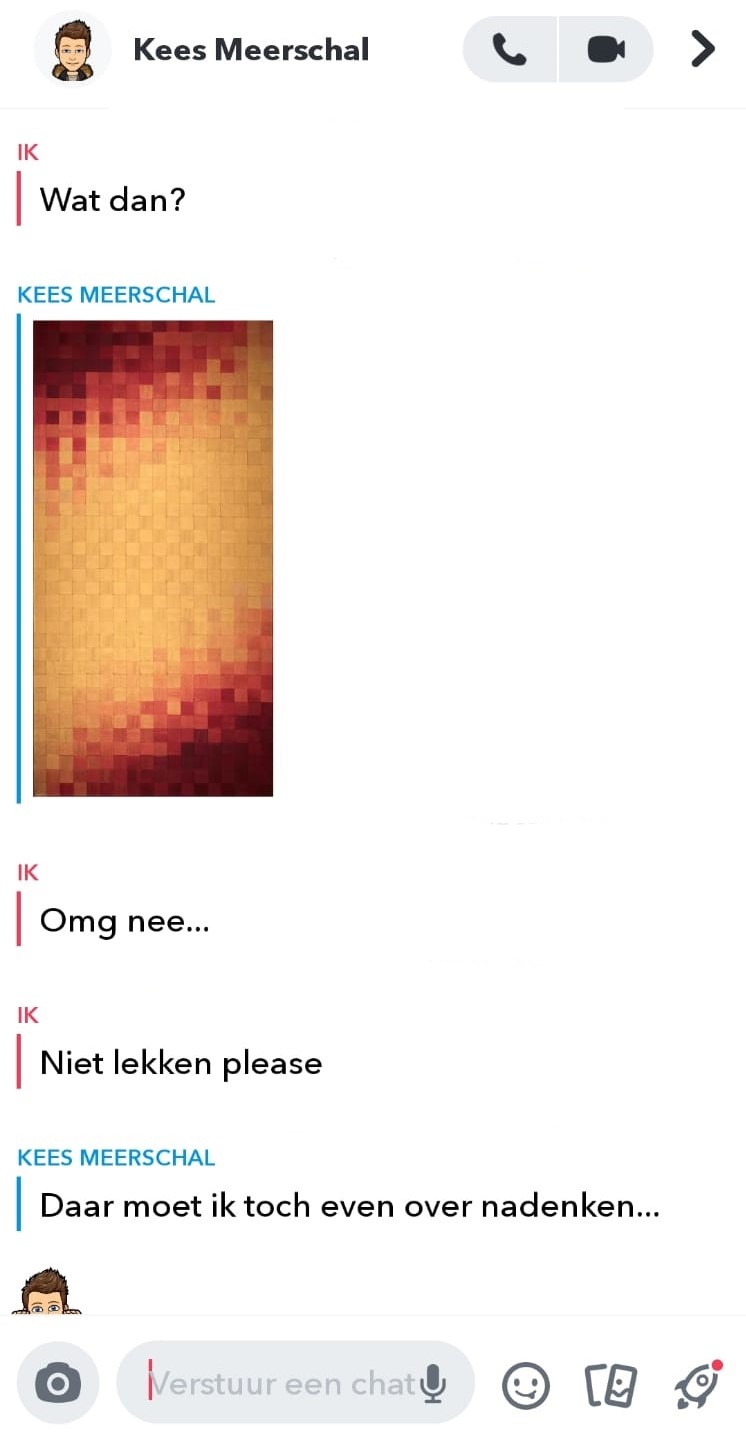 Kees Meerschal
IK
Wat dan?
KEES MEERSCHAL
IK
Omg nee...
IK
Niet lekken please
KEES MEERSCHAL
Daar moet ik toch even over nadenken...
Verstuur een chat